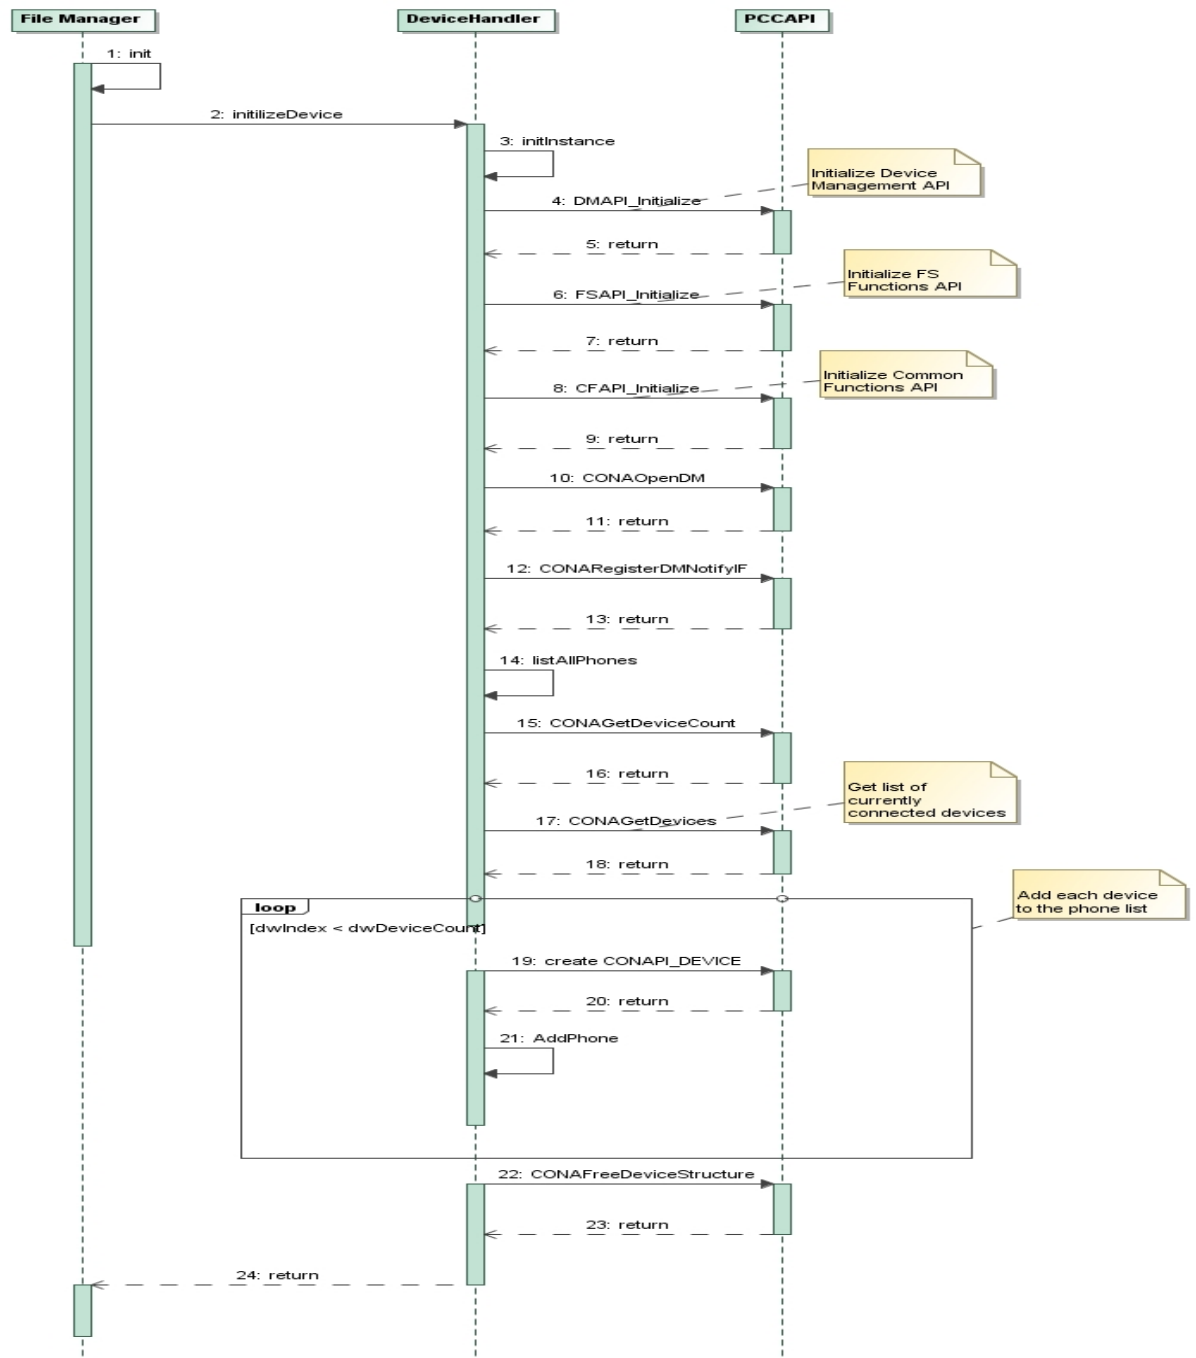 File Manager
DeviceHandler
PCCAPI
1: init
2: initilizeDevice
3: initInstance
Initialize Device
Management API
4: DMAPI_Initialize
5: return
Initialize FS
Functions API
6: FSAPI_Initialize
7: return
Initialize Common
Functions API
8: CFAPI_Initialize
9: return
10: CONAOpenDM
11: return
12: CONARegisterDMNotifyIF
13: return
14: listAllPhones
15: CONAGetDeviceCount
16: return
Get list of
currently
connected devices
17: CONAGetDevices
18: return
Add each device
to the phone list
loop
[dwIndex < dwDeviceCount]
19: create CONAPI_DEVICE
20: return
21: AddPhone
22: CONAFreeDeviceStructure
23: return
24: return